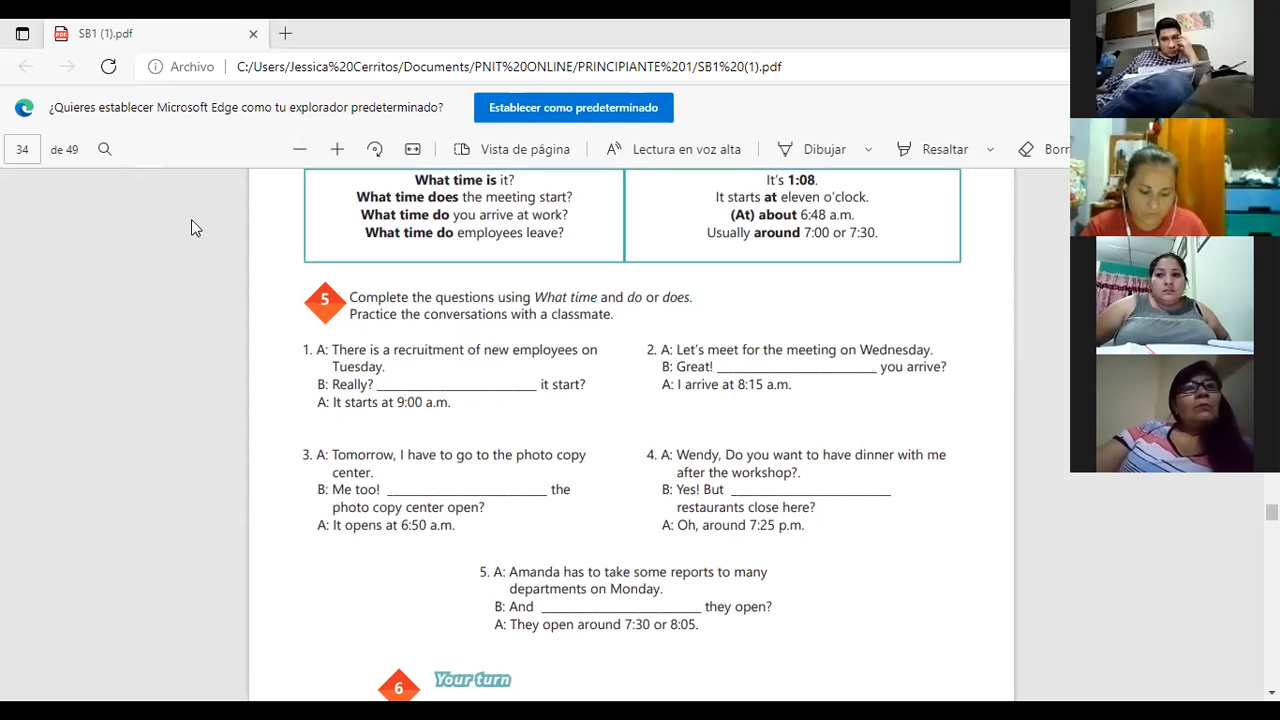 SB1 (1).pdf
Archivo
C:/Users/Jessica%20Cerritos/Documents/PNIT%20ONLINE/PRINCIPIANTE%201/SB1%20(1).pdf
¿Quieres establecer Microsoft Edge como tu explorador predeterminado?
Establecer como predeterminado
34
de 49
Vista de página
Lectura en voz alta
Dibujar
Resaltar
Borr
What time is it?
What time does the meeting start?
What time do you arrive at work?
What time do employees leave?
It's 1:08.
It starts at eleven o'clock.
(At) about 6:48 a.m.
Usually around 7:00 or 7:30.
5
Complete the questions using What time and do or does.
Practice the conversations with a classmate.
1. A: There is a recruitment of new employees on
Tuesday.
B: Really? ____________________ it start?
A: It starts at 9:00 a.m.
2. A: Let's meet for the meeting on Wednesday.
B: Great! ____________________ you arrive?
A: I arrive at 8:15 a.m.
3. A: Tomorrow, I have to go to the photo copy
center.
B: Me too! ____________________ the
photo copy center open?
A: It opens at 6:50 a.m.
4. A: Wendy, Do you want to have dinner with me
after the workshop?.
B: Yes! But ____________________
restaurants close here?
A: Oh, around 7:25 p.m.
5. A: Amanda has to take some reports to many
departments on Monday.
B: And ____________________ they open?
A: They open around 7:30 or 8:05.
6
Your turn